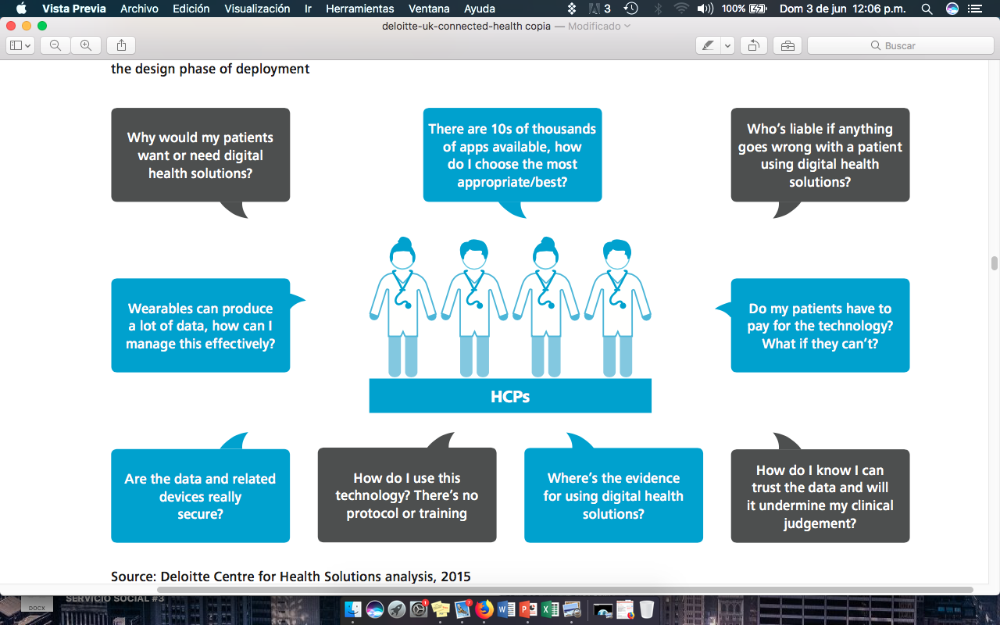 Vista Previa Archivo Edición Visualización Ir Herramientas Ventana Ayuda 3 100% Dom 3 de jun 12:06 p.m.
deloitte-uk-connected-health copia — Modificado
Buscar
the design phase of deployment
Why would my patients
want or need digital
health solutions?
There are 10s of thousands
of apps available, how
do I choose the most
appropriate/best?
Who’s liable if anything
goes wrong with a patient
using digital health
solutions?
Wearables can produce
a lot of data, how can I
manage this effectively?
HCPs
Do my patients have to
pay for the technology?
What if they can’t?
Are the data and related
devices really
secure?
How do I use this
technology? There’s no
protocol or training
Where’s the evidence
for using digital health
solutions?
How do I know I can
trust the data and will
it undermine my clinical
judgement?
Source: Deloitte Centre for Health Solutions analysis, 2015
SERVICIO SOCIAL #3
DOCX